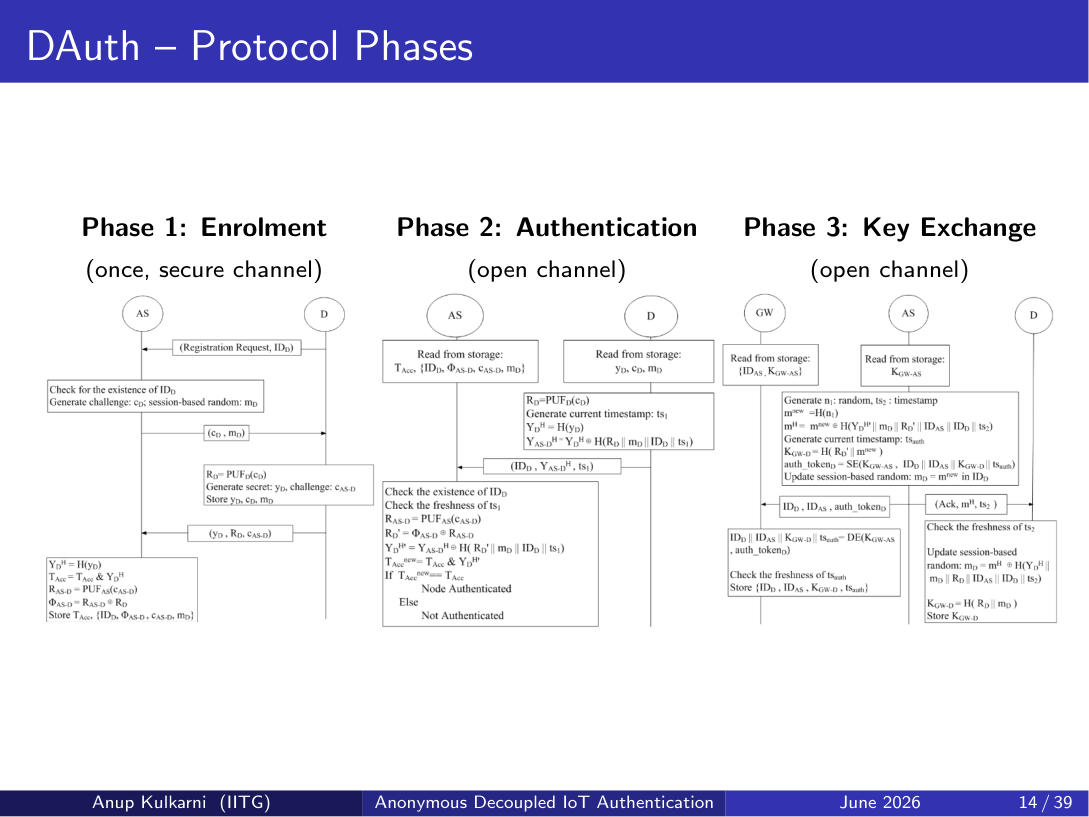 DAuth – Protocol Phases
Phase 1: Enrolment
(once, secure channel)
AS
D
(Registration Request, ID_D)
Check for the existence of ID_D
Generate challenge: c_D; session-based random: m_D
(c_D , m_D)
R_D= PUF_D(c_D)
Generate secret: y_D, challenge: c_AS-D
Store y_D, c_D, m_D
(y_D , R_D, c_AS-D)
Y_D^H = H(y_D)
T_Acc = T_Acc & Y_D^H
R_AS-D = PUF_AS(c_AS-D)
Φ_AS-D = R_AS-D ⊕ R_D
Store T_Acc, {ID_D, Φ_AS-D , c_AS-D, m_D}
Phase 2: Authentication
(open channel)
AS
D
Read from storage:
T_Acc, {ID_D, Φ_AS-D, c_AS-D, m_D}
Read from storage:
y_D, c_D, m_D
R_D=PUF_D(c_D)
Generate current timestamp: ts_1
Y_D^H = H(y_D)
Y_AS-D^H = Y_D^H ⊕ H(R_D || m_D || ID_D || ts_1)
(ID_D , Y_AS-D^H , ts_1)
Check the existence of ID_D
Check the freshness of ts_1
R_AS-D = PUF_AS(c_AS-D)
R_D' = Φ_AS-D ⊕ R_AS-D
Y_D^H' = Y_AS-D^H ⊕ H( R_D' || m_D || ID_D || ts_1)
T_Acc^new = T_Acc & Y_D^H'
If T_Acc^new == T_Acc
Node Authenticated
Else
Not Authenticated
Phase 3: Key Exchange
(open channel)
GW
AS
D
Read from storage:
{ID_AS , K_GW-AS}
Read from storage:
K_GW-AS
Generate n_1: random, ts_2 : timestamp
m^new =H(n_1)
m^H = m^new ⊕ H(Y_D^H' || m_D || R_D' || ID_AS || ID_D || ts_2)
Generate current timestamp: ts_auth
K_GW-D = H( R_D' || m^new )
auth_token_D = SE(K_GW-AS , ID_D || ID_AS || K_GW-D || ts_auth)
Update session-based random: m_D = m^new in ID_D
ID_D , ID_AS , auth_token_D
(Ack, m^H, ts_2 )
ID_D || ID_AS || K_GW-D || ts_auth= DE(K_GW-AS
, auth_token_D)
Check the freshness of ts_auth
Store {ID_D , ID_AS , K_GW-D , ts_auth}
Check the freshness of ts_2
Update session-based
random: m_D = m^H ⊕ H(Y_D^H ||
m_D || R_D || ID_AS || ID_D || ts_2)
K_GW-D = H( R_D || m_D )
Store K_GW-D
Anup Kulkarni (IITG)
Anonymous Decoupled IoT Authentication
June 2026
14 / 39